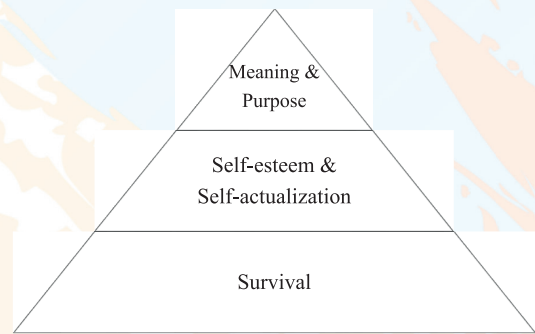 Meaning &
Purpose
Self-esteem &
Self-actualization
Survival